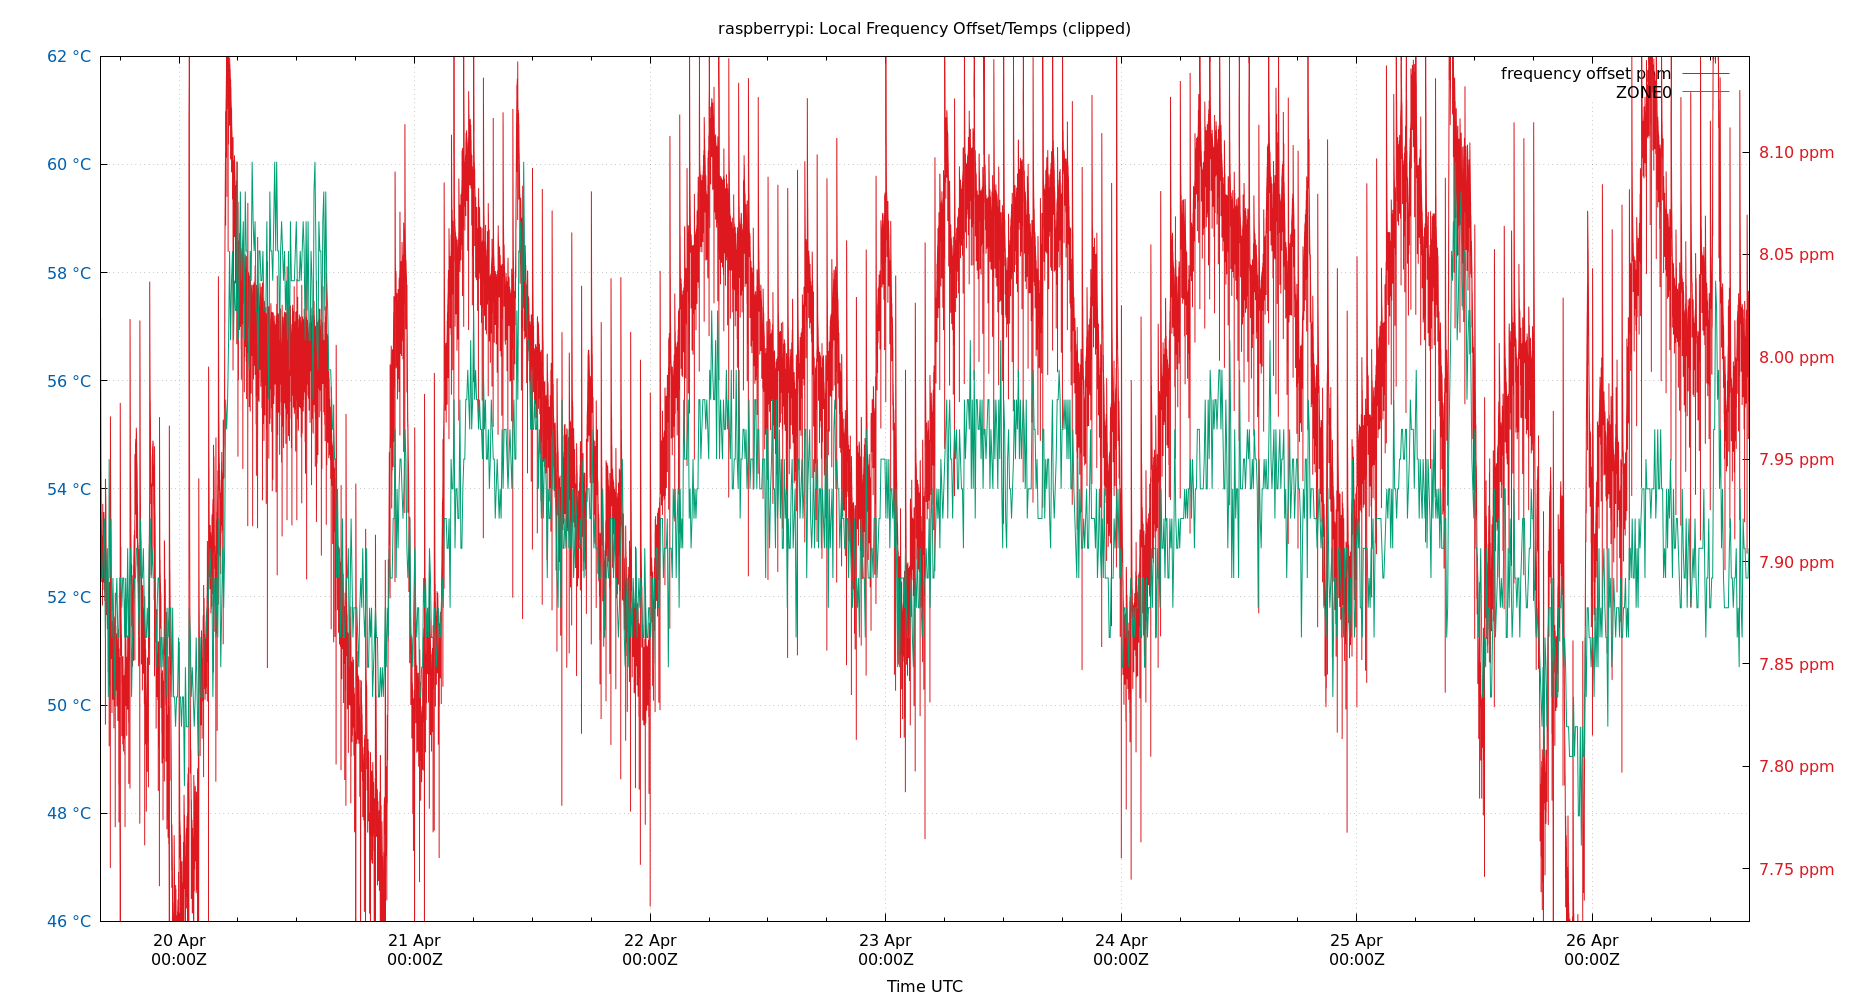 raspberrypi: Local Frequency Offset/Temps (clipped)
frequency offset ppm
ZONE0
62 °C
60 °C
58 °C
56 °C
54 °C
52 °C
50 °C
48 °C
46 °C
8.10 ppm
8.05 ppm
8.00 ppm
7.95 ppm
7.90 ppm
7.85 ppm
7.80 ppm
7.75 ppm
20 Apr
00:00Z
21 Apr
00:00Z
22 Apr
00:00Z
23 Apr
00:00Z
24 Apr
00:00Z
25 Apr
00:00Z
26 Apr
00:00Z
Time UTC